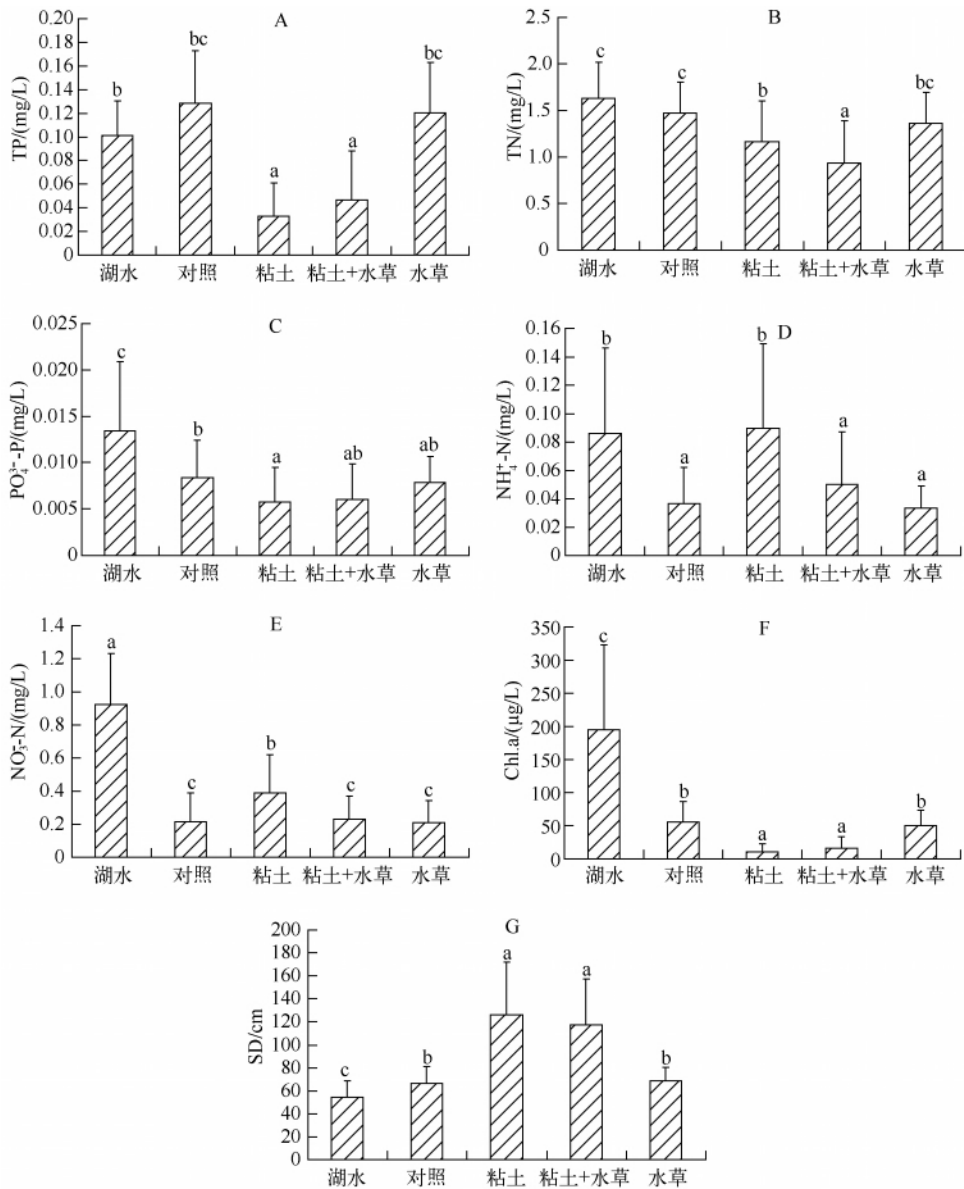 A
TP/(mg/L)
0.20
0.18
0.16
0.14
0.12
0.10
0.08
0.06
0.04
0.02
0
b
bc
a
a
bc
湖水 对照 粘土 粘土+水草 水草
B
TN/(mg/L)
2.5
2.0
1.5
1.0
0.5
0
c
c
b
a
bc
湖水 对照 粘土 粘土+水草 水草
C
PO₄³⁻-P/(mg/L)
0.025
0.020
0.015
0.010
0.005
0
c
b
a
ab
ab
湖水 对照 粘土 粘土+水草 水草
D
NH₄⁺-N/(mg/L)
0.16
0.14
0.12
0.10
0.08
0.06
0.04
0.02
0
b
a
b
a
a
湖水 对照 粘土 粘土+水草 水草
E
NO₃⁻-N/(mg/L)
1.4
1.2
1.0
0.8
0.6
0.4
0.2
0
a
c
b
c
c
湖水 对照 粘土 粘土+水草 水草
F
Chl.a/(μg/L)
350
300
250
200
150
100
50
0
c
b
a
a
b
湖水 对照 粘土 粘土+水草 水草
G
SD/cm
200
180
160
140
120
100
80
60
40
20
0
c
b
a
a
b
湖水 对照 粘土 粘土+水草 水草